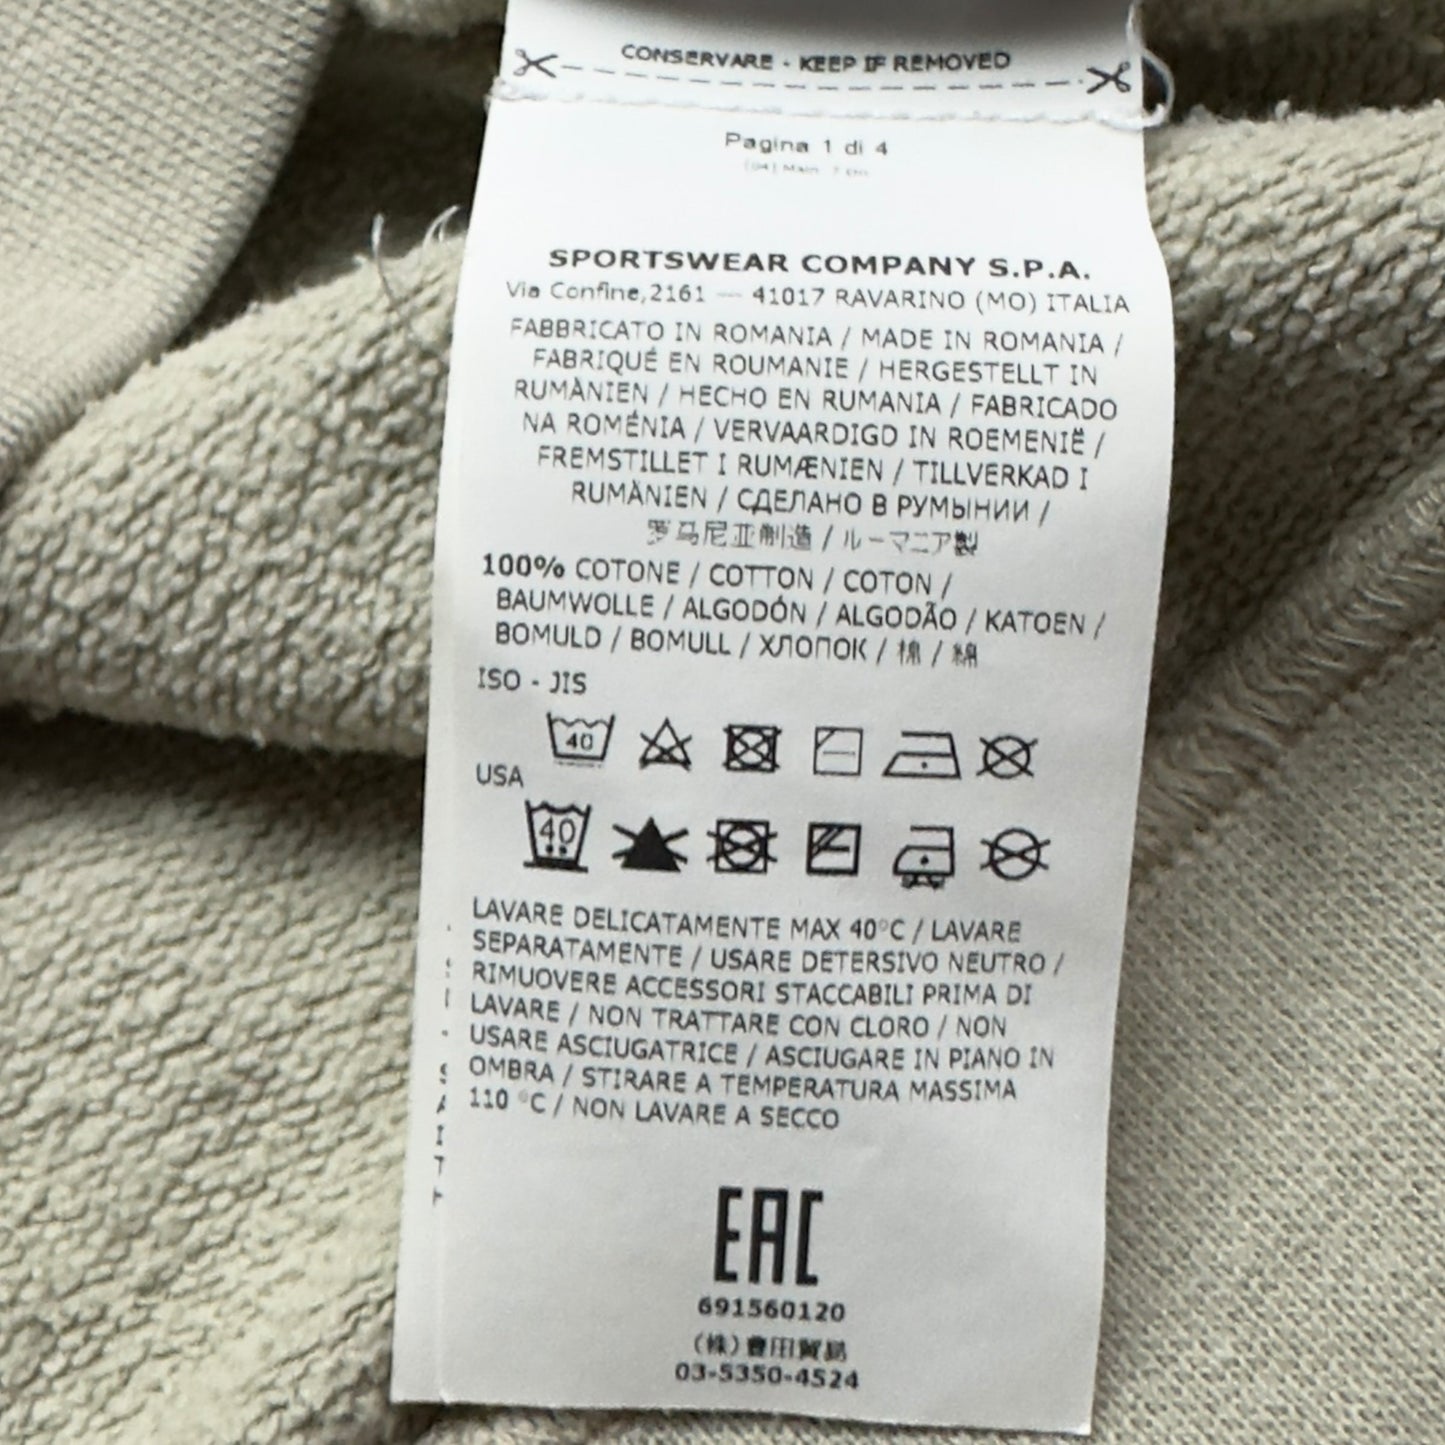 CONSERVARE - KEEP IF REMOVED
Pagina 1 di 4
SPORTSWEAR COMPANY S.P.A.
Via Confine,2161 — 41017 RAVARINO (MO) ITALIA
FABBRICATO IN ROMANIA / MADE IN ROMANIA /
FABRIQUÉ EN ROUMANIE / HERGESTELLT IN
RUMÄNIEN / HECHO EN RUMANIA / FABRICADO
NA ROMÉNIA / VERVAARDIGD IN ROEMENIË /
FREMSTILLET I RUMÆNIEN / TILLVERKAD I
RUMÄNIEN / СДЕЛАНО В РУМЫНИИ /
罗马尼亚制造 / ルーマニア製
100% COTONE / COTTON / COTON /
BAUMWOLLE / ALGODÓN / ALGODÃO / KATOEN /
BOMULD / BOMULL / ХЛОПОК / 棉 / 綿
ISO - JIS
40
USA
40
LAVARE DELICATAMENTE MAX 40°C / LAVARE
SEPARATAMENTE / USARE DETERSIVO NEUTRO /
RIMUOVERE ACCESSORI STACCABILI PRIMA DI
LAVARE / NON TRATTARE CON CLORO / NON
USARE ASCIUGATRICE / ASCIUGARE IN PIANO IN
OMBRA / STIRARE A TEMPERATURA MASSIMA
110 °C / NON LAVARE A SECCO
EAC
691560120
(株)豊田貿易
03-5350-4524